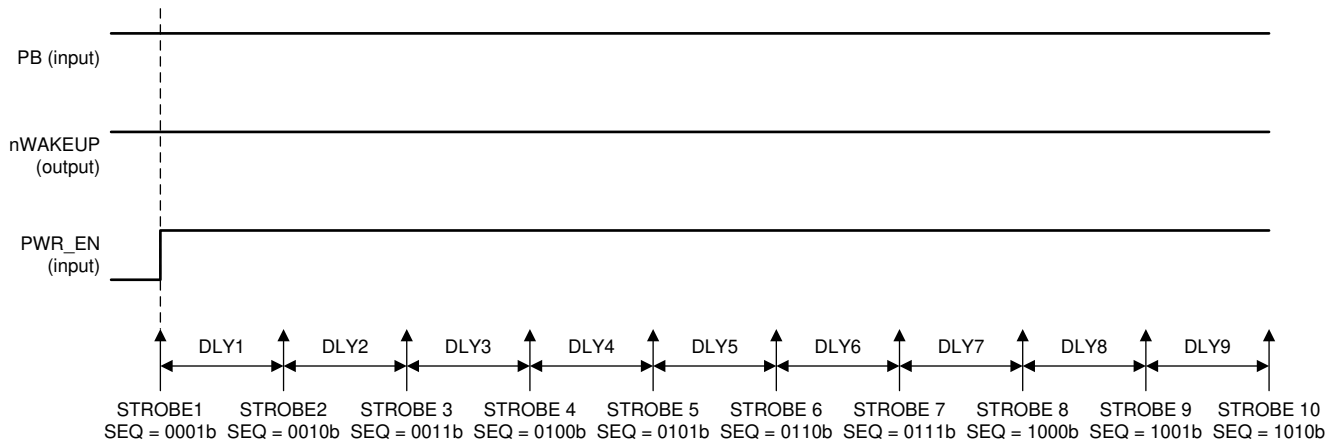 PB (input)
nWAKEUP
(output)
PWR_EN
(input)
DLY1 DLY2 DLY3 DLY4 DLY5 DLY6 DLY7 DLY8 DLY9
STROBE1 STROBE2 STROBE 3 STROBE 4 STROBE 5 STROBE 6 STROBE 7 STROBE 8 STROBE 9 STROBE 10
SEQ = 0001b SEQ = 0010b SEQ = 0011b SEQ = 0100b SEQ = 0101b SEQ = 0110b SEQ = 0111b SEQ = 1000b SEQ = 1001b SEQ = 1010b